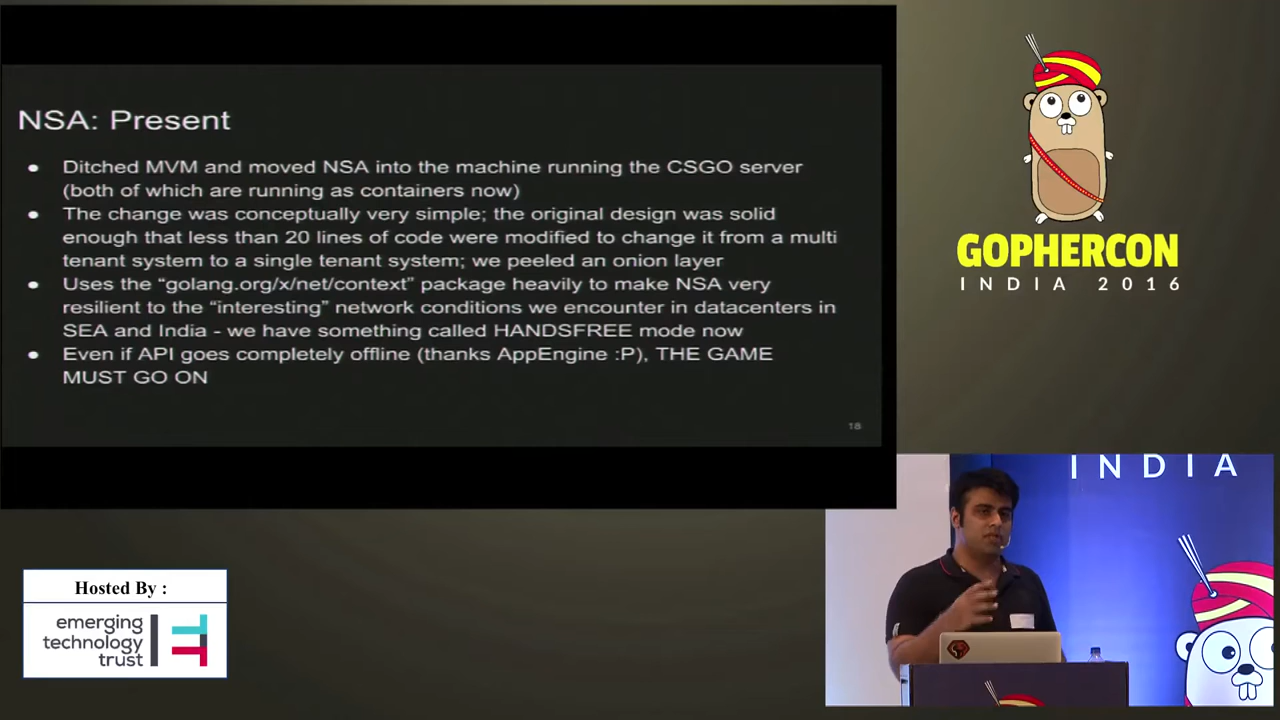 NSA: Present
● Ditched MVM and moved NSA into the machine running the CSGO server
(both of which are running as containers now)
● The change was conceptually very simple; the original design was solid
enough that less than 20 lines of code were modified to change it from a multi
tenant system to a single tenant system; we peeled an onion layer
● Uses the “golang.org/x/net/context” package heavily to make NSA very
resilient to the “interesting” network conditions we encounter in datacenters in
SEA and India - we have something called HANDSFREE mode now
● Even if API goes completely offline (thanks AppEngine :P), THE GAME
MUST GO ON
18
GOPHERCON
INDIA 2016
INDIA
Hosted By :
emerging
technology
trust